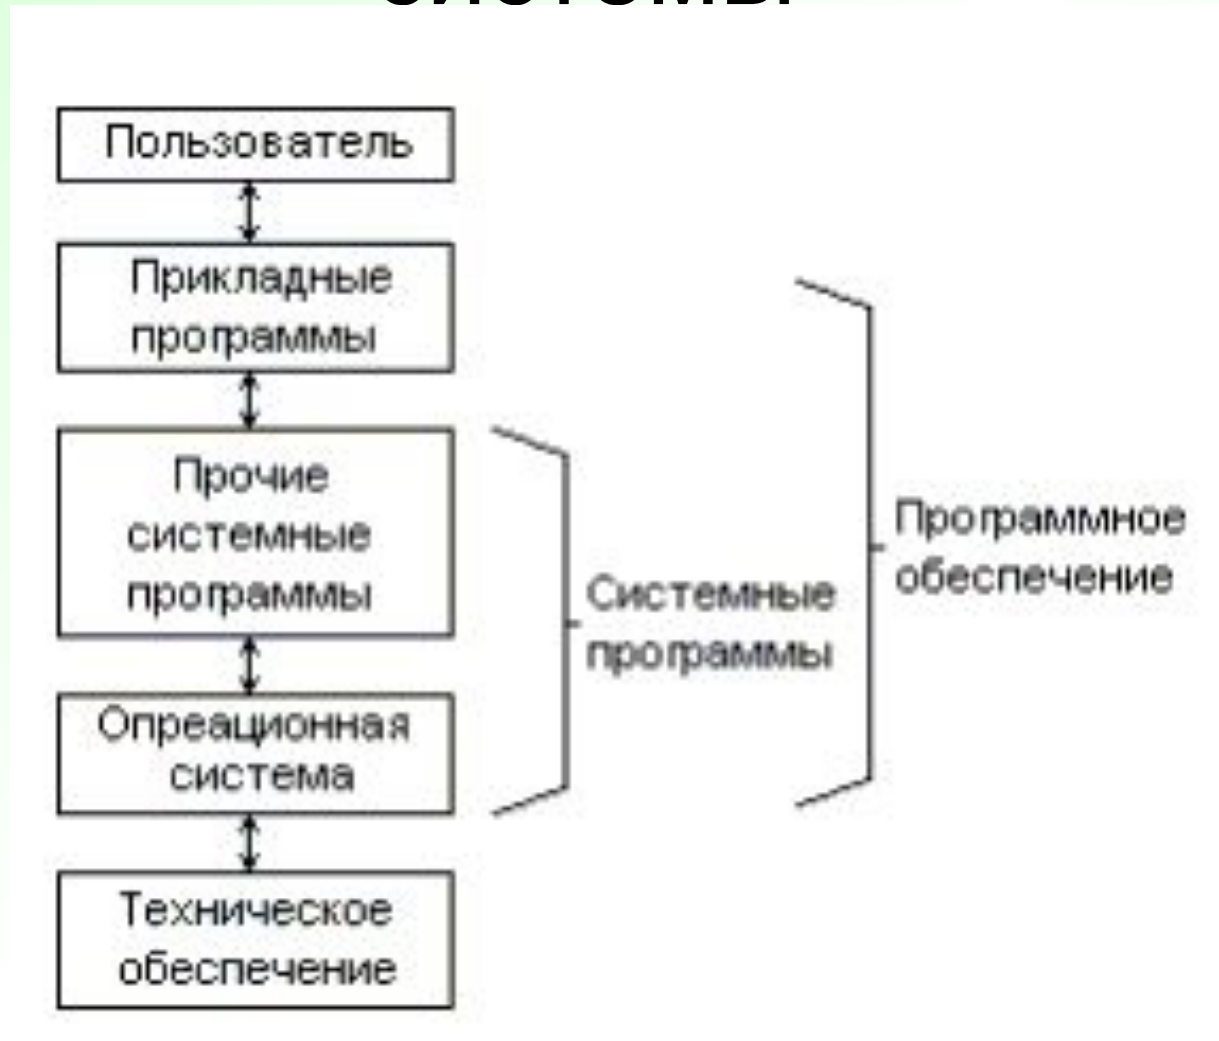 Пользователь
Прикладные
программы
Прочие
системные
программы
Системные
программы
Программное
обеспечение
Опреационная
система
Техническое
обеспечение